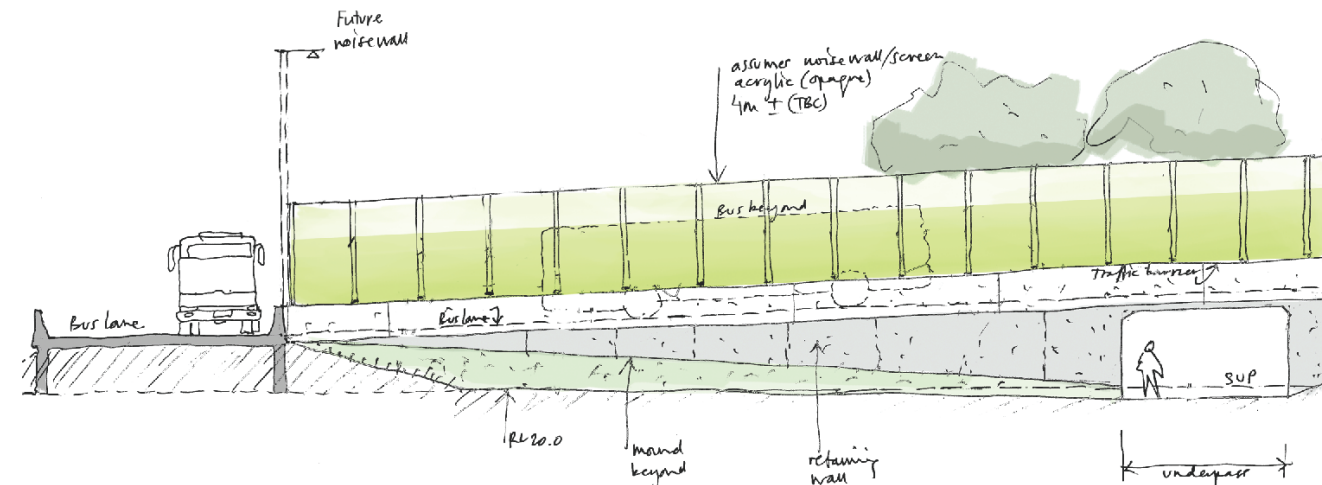 Future
noisewall
assumes noisewall/screen
acrylic (opaque)
4m ± (TBC)
Bus beyond
Traffic barrier
Bus lane
Bus lane
SUP
RL 20.0
mound
beyond
retaining
wall
underpass